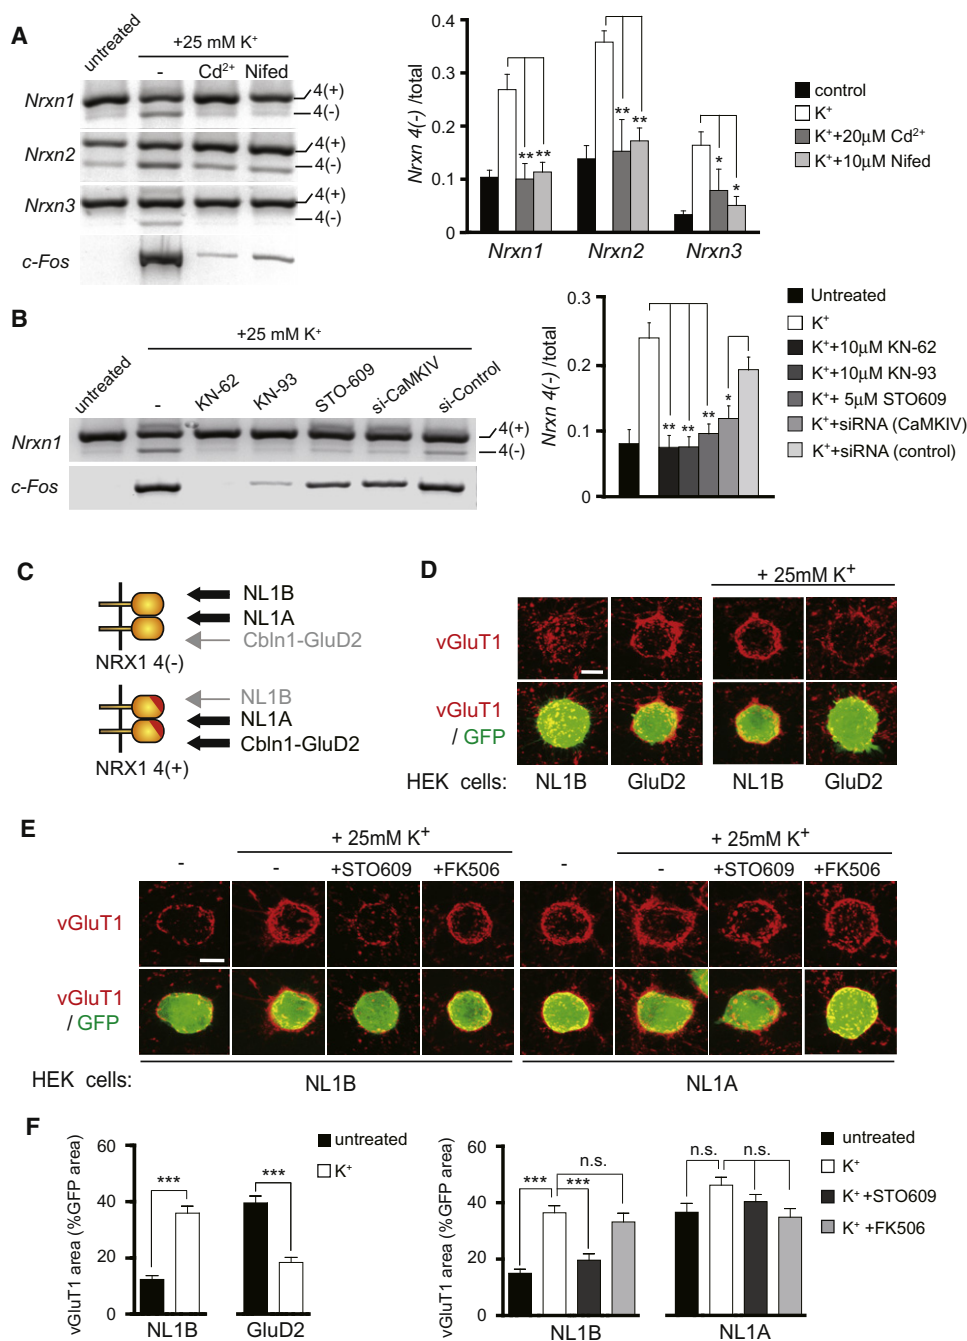 A
untreated
+25 mM K⁺
- Cd²⁺ Nifed
Nrxn1
4(+)
4(-)
Nrxn2
4(+)
4(-)
Nrxn3
4(+)
4(-)
c-Fos
Nrxn 4(-) /total
0.4
0.3
0.2
0.1
0
** **
** **
* *
Nrxn1 Nrxn2 Nrxn3
control
K⁺
K⁺+20µM Cd²⁺
K⁺+10µM Nifed
B
+25 mM K⁺
untreated
-
KN-62
KN-93
STO-609
si-CaMKIV
si-Control
Nrxn1
4(+)
4(-)
c-Fos
Nrxn 4(-) /total
0.3
0.2
0.1
0
** ** ** *
Untreated
K⁺
K⁺+10µM KN-62
K⁺+10µM KN-93
K⁺+ 5µM STO609
K⁺+siRNA (CaMKIV)
K⁺+siRNA (control)
C
NL1B
NL1A
Cbln1-GluD2
NRX1 4(-)
NL1B
NL1A
Cbln1-GluD2
NRX1 4(+)
D
+ 25mM K⁺
vGluT1
vGluT1
/ GFP
HEK cells: NL1B GluD2 NL1B GluD2
E
+ 25mM K⁺ + 25mM K⁺
- - +STO609 +FK506 - - +STO609 +FK506
vGluT1
vGluT1
/ GFP
HEK cells: NL1B NL1A
F
vGluT1 area (%GFP area)
60
40
20
0
*** ***
NL1B GluD2
untreated
K⁺
vGluT1 area (%GFP area)
60
40
20
0
*** *** n.s.
n.s. n.s.
NL1B NL1A
untreated
K⁺
K⁺ +STO609
K⁺ +FK506